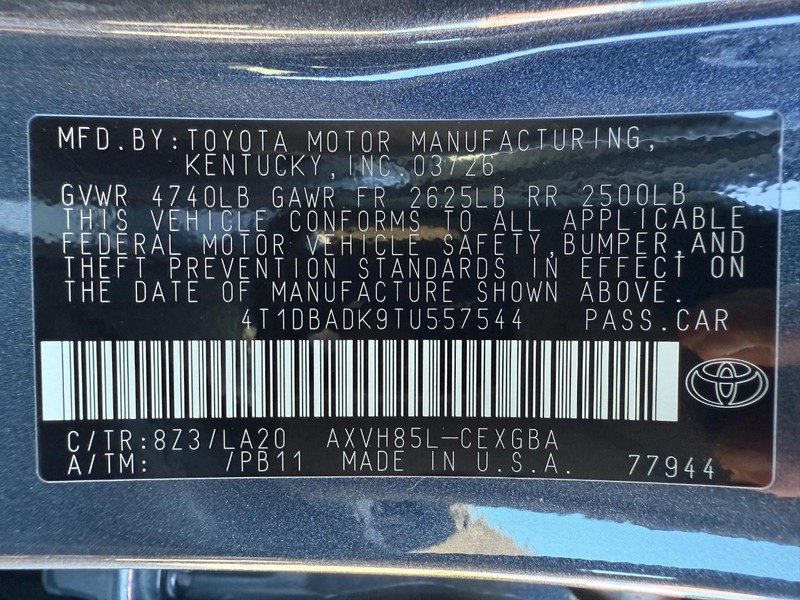 MFD.BY:TOYOTA MOTOR MANUFACTURING,
KENTUCKY,INC. 03/26
GVWR 4740LB GAWR FR 2625LB RR 2500LB
THIS VEHICLE CONFORMS TO ALL APPLICABLE
FEDERAL MOTOR VEHICLE SAFETY,BUMPER,AND
THEFT PREVENTION STANDARDS IN EFFECT ON
THE DATE OF MANUFACTURE SHOWN ABOVE.
4T1DBADK9TU557544 PASS.CAR
C/TR:8Z3/LA20 AXVH85L-CEXGBA
A/TM: /PB11 MADE IN U.S.A. 77944